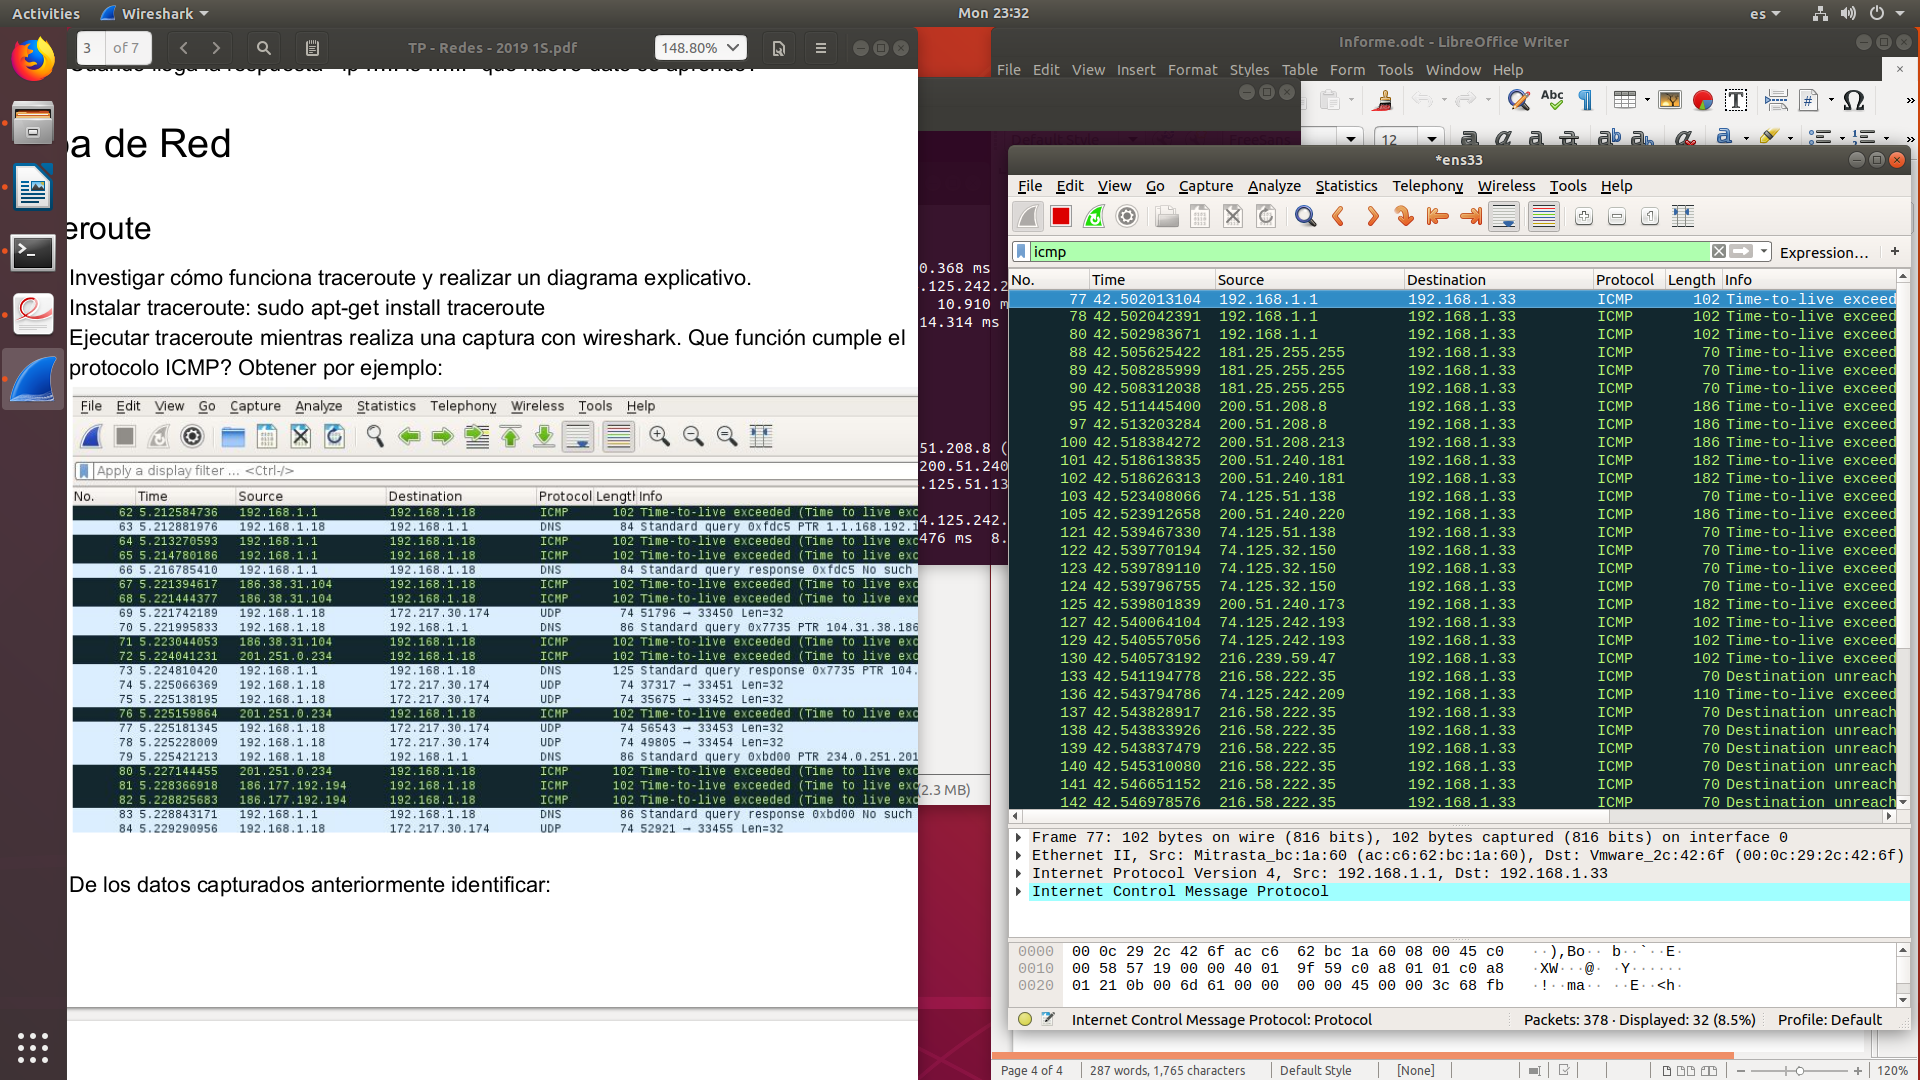 Activities
Wireshark
Mon 23:32
es
3
of 7
TP - Redes - 2019 1S.pdf
148.80%
a de Red
eroute
Investigar cómo funciona traceroute y realizar un diagrama explicativo.
Instalar traceroute: sudo apt-get install traceroute
Ejecutar traceroute mientras realiza una captura con wireshark. Que función cumple el
protocolo ICMP? Obtener por ejemplo:
File Edit View Go Capture Analyze Statistics Telephony Wireless Tools Help
Apply a display filter ... <Ctrl-/>
No. Time Source Destination Protocol Length Info
62 5.212584736 192.168.1.1 192.168.1.18 ICMP 102 Time-to-live exceeded (Time to live exc
63 5.212881976 192.168.1.18 192.168.1.1 DNS 84 Standard query 0xfdc5 PTR 1.1.168.192.1
64 5.213270593 192.168.1.1 192.168.1.18 ICMP 102 Time-to-live exceeded (Time to live exc
65 5.214780186 192.168.1.1 192.168.1.18 ICMP 102 Time-to-live exceeded (Time to live exc
66 5.216785410 192.168.1.1 192.168.1.18 DNS 84 Standard query response 0xfdc5 No such
67 5.221394617 186.38.31.104 192.168.1.18 ICMP 102 Time-to-live exceeded (Time to live exc
68 5.221444377 186.38.31.104 192.168.1.18 ICMP 102 Time-to-live exceeded (Time to live exc
69 5.221742189 192.168.1.18 172.217.30.174 UDP 74 51796 → 33450 Len=32
70 5.221995833 192.168.1.18 192.168.1.1 DNS 86 Standard query 0x7735 PTR 104.31.38.186
71 5.223044053 186.38.31.104 192.168.1.18 ICMP 102 Time-to-live exceeded (Time to live exc
72 5.224041231 201.251.0.234 192.168.1.18 ICMP 102 Time-to-live exceeded (Time to live exc
73 5.224810420 192.168.1.1 192.168.1.18 DNS 125 Standard query response 0x7735 PTR 104.
74 5.225066369 192.168.1.18 172.217.30.174 UDP 74 37317 → 33451 Len=32
75 5.225138195 192.168.1.18 172.217.30.174 UDP 74 35675 → 33452 Len=32
76 5.225159864 201.251.0.234 192.168.1.18 ICMP 102 Time-to-live exceeded (Time to live exc
77 5.225181345 192.168.1.18 172.217.30.174 UDP 74 56543 → 33453 Len=32
78 5.225228009 192.168.1.18 172.217.30.174 UDP 74 49805 → 33454 Len=32
79 5.225421213 192.168.1.18 192.168.1.1 DNS 86 Standard query 0xbd00 PTR 234.0.251.201
80 5.227144455 201.251.0.234 192.168.1.18 ICMP 102 Time-to-live exceeded (Time to live exc
81 5.228366918 186.177.192.194 192.168.1.18 ICMP 102 Time-to-live exceeded (Time to live exc
82 5.228825683 186.177.192.194 192.168.1.18 ICMP 102 Time-to-live exceeded (Time to live exc
83 5.228843171 192.168.1.1 192.168.1.18 DNS 86 Standard query response 0xbd00 No such
84 5.229290956 192.168.1.18 172.217.30.174 UDP 74 52921 → 33455 Len=32
De los datos capturados anteriormente identificar:
0.368 ms
.125.242.2
10.910 m
14.314 ms
51.208.8 (
200.51.240
.125.51.13
4.125.242.
476 ms 8.
(2.3 MB)
Informe.odt - LibreOffice Writer
File Edit View Insert Format Styles Table Form Tools Window Help
12
*ens33
File Edit View Go Capture Analyze Statistics Telephony Wireless Tools Help
icmp
Expression…
+
No. Time Source Destination Protocol Length Info
77 42.502013104 192.168.1.1 192.168.1.33 ICMP 102 Time-to-live exceed
78 42.502042391 192.168.1.1 192.168.1.33 ICMP 102 Time-to-live exceed
80 42.502983671 192.168.1.1 192.168.1.33 ICMP 102 Time-to-live exceed
88 42.505625422 181.25.255.255 192.168.1.33 ICMP 70 Time-to-live exceed
89 42.508285999 181.25.255.255 192.168.1.33 ICMP 70 Time-to-live exceed
90 42.508312038 181.25.255.255 192.168.1.33 ICMP 70 Time-to-live exceed
95 42.511445400 200.51.208.8 192.168.1.33 ICMP 186 Time-to-live exceed
97 42.513203284 200.51.208.8 192.168.1.33 ICMP 186 Time-to-live exceed
100 42.518384272 200.51.208.213 192.168.1.33 ICMP 186 Time-to-live exceed
101 42.518613835 200.51.240.181 192.168.1.33 ICMP 182 Time-to-live exceed
102 42.518626313 200.51.240.181 192.168.1.33 ICMP 182 Time-to-live exceed
103 42.523408066 74.125.51.138 192.168.1.33 ICMP 70 Time-to-live exceed
105 42.523912658 200.51.240.220 192.168.1.33 ICMP 186 Time-to-live exceed
121 42.539467330 74.125.51.138 192.168.1.33 ICMP 70 Time-to-live exceed
122 42.539770194 74.125.32.150 192.168.1.33 ICMP 70 Time-to-live exceed
123 42.539789110 74.125.32.150 192.168.1.33 ICMP 70 Time-to-live exceed
124 42.539796755 74.125.32.150 192.168.1.33 ICMP 70 Time-to-live exceed
125 42.539801839 200.51.240.173 192.168.1.33 ICMP 182 Time-to-live exceed
127 42.540064104 74.125.242.193 192.168.1.33 ICMP 102 Time-to-live exceed
129 42.540557056 74.125.242.193 192.168.1.33 ICMP 102 Time-to-live exceed
130 42.540573192 216.239.59.47 192.168.1.33 ICMP 102 Time-to-live exceed
133 42.541194778 216.58.222.35 192.168.1.33 ICMP 70 Destination unreach
136 42.543794786 74.125.242.209 192.168.1.33 ICMP 110 Time-to-live exceed
137 42.543828917 216.58.222.35 192.168.1.33 ICMP 70 Destination unreach
138 42.543833926 216.58.222.35 192.168.1.33 ICMP 70 Destination unreach
139 42.543837479 216.58.222.35 192.168.1.33 ICMP 70 Destination unreach
140 42.545310080 216.58.222.35 192.168.1.33 ICMP 70 Destination unreach
141 42.546651152 216.58.222.35 192.168.1.33 ICMP 70 Destination unreach
142 42.546978576 216.58.222.35 192.168.1.33 ICMP 70 Destination unreach
Frame 77: 102 bytes on wire (816 bits), 102 bytes captured (816 bits) on interface 0
Ethernet II, Src: Mitrasta_bc:1a:60 (ac:c6:62:bc:1a:60), Dst: Vmware_2c:42:6f (00:0c:29:2c:42:6f)
Internet Protocol Version 4, Src: 192.168.1.1, Dst: 192.168.1.33
Internet Control Message Protocol
0000 00 0c 29 2c 42 6f ac c6 62 bc 1a 60 08 00 45 c0 ··),Bo·· b··`··E·
0010 00 58 57 19 00 00 40 01 9f 59 c0 a8 01 01 c0 a8 ·XW···@· ·Y······
0020 01 21 0b 00 6d 61 00 00 00 00 45 00 00 3c 68 fb ·!··ma·· ··E··<h·
Internet Control Message Protocol: Protocol
Packets: 378 · Displayed: 32 (8.5%)
Profile: Default
Page 4 of 4
287 words, 1,765 characters
Default Style
[None]
120%